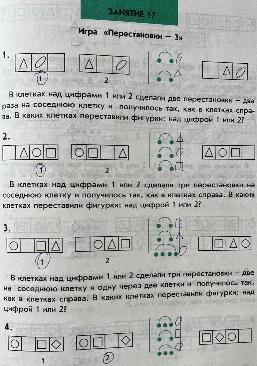 ЗАНЯТИЕ 17
Игра «Перестановки — 3»
1.
1 2
В клетках над цифрами 1 или 2 сделали две перестановки — два
раза на соседнюю клетку и получилось так, как в клетках спра-
ва. В каких клетках переставили фигурки: над цифрой 1 или 2?
2.
1 2
В клетках над цифрами 1 или 2 сделали три перестановки на
соседнюю клетку и получилось так, как в клетках справа. В каких
клетках переставили фигурки: над цифрой 1 или 2?
3.
1 2
В клетках над цифрами 1 или 2 сделали три перестановки — две
на соседнюю клетку и одну через две клетки и получилось так,
как в клетках справа. В каких клетках переставили фигурки: над
цифрой 1 или 2?
4.
1 2